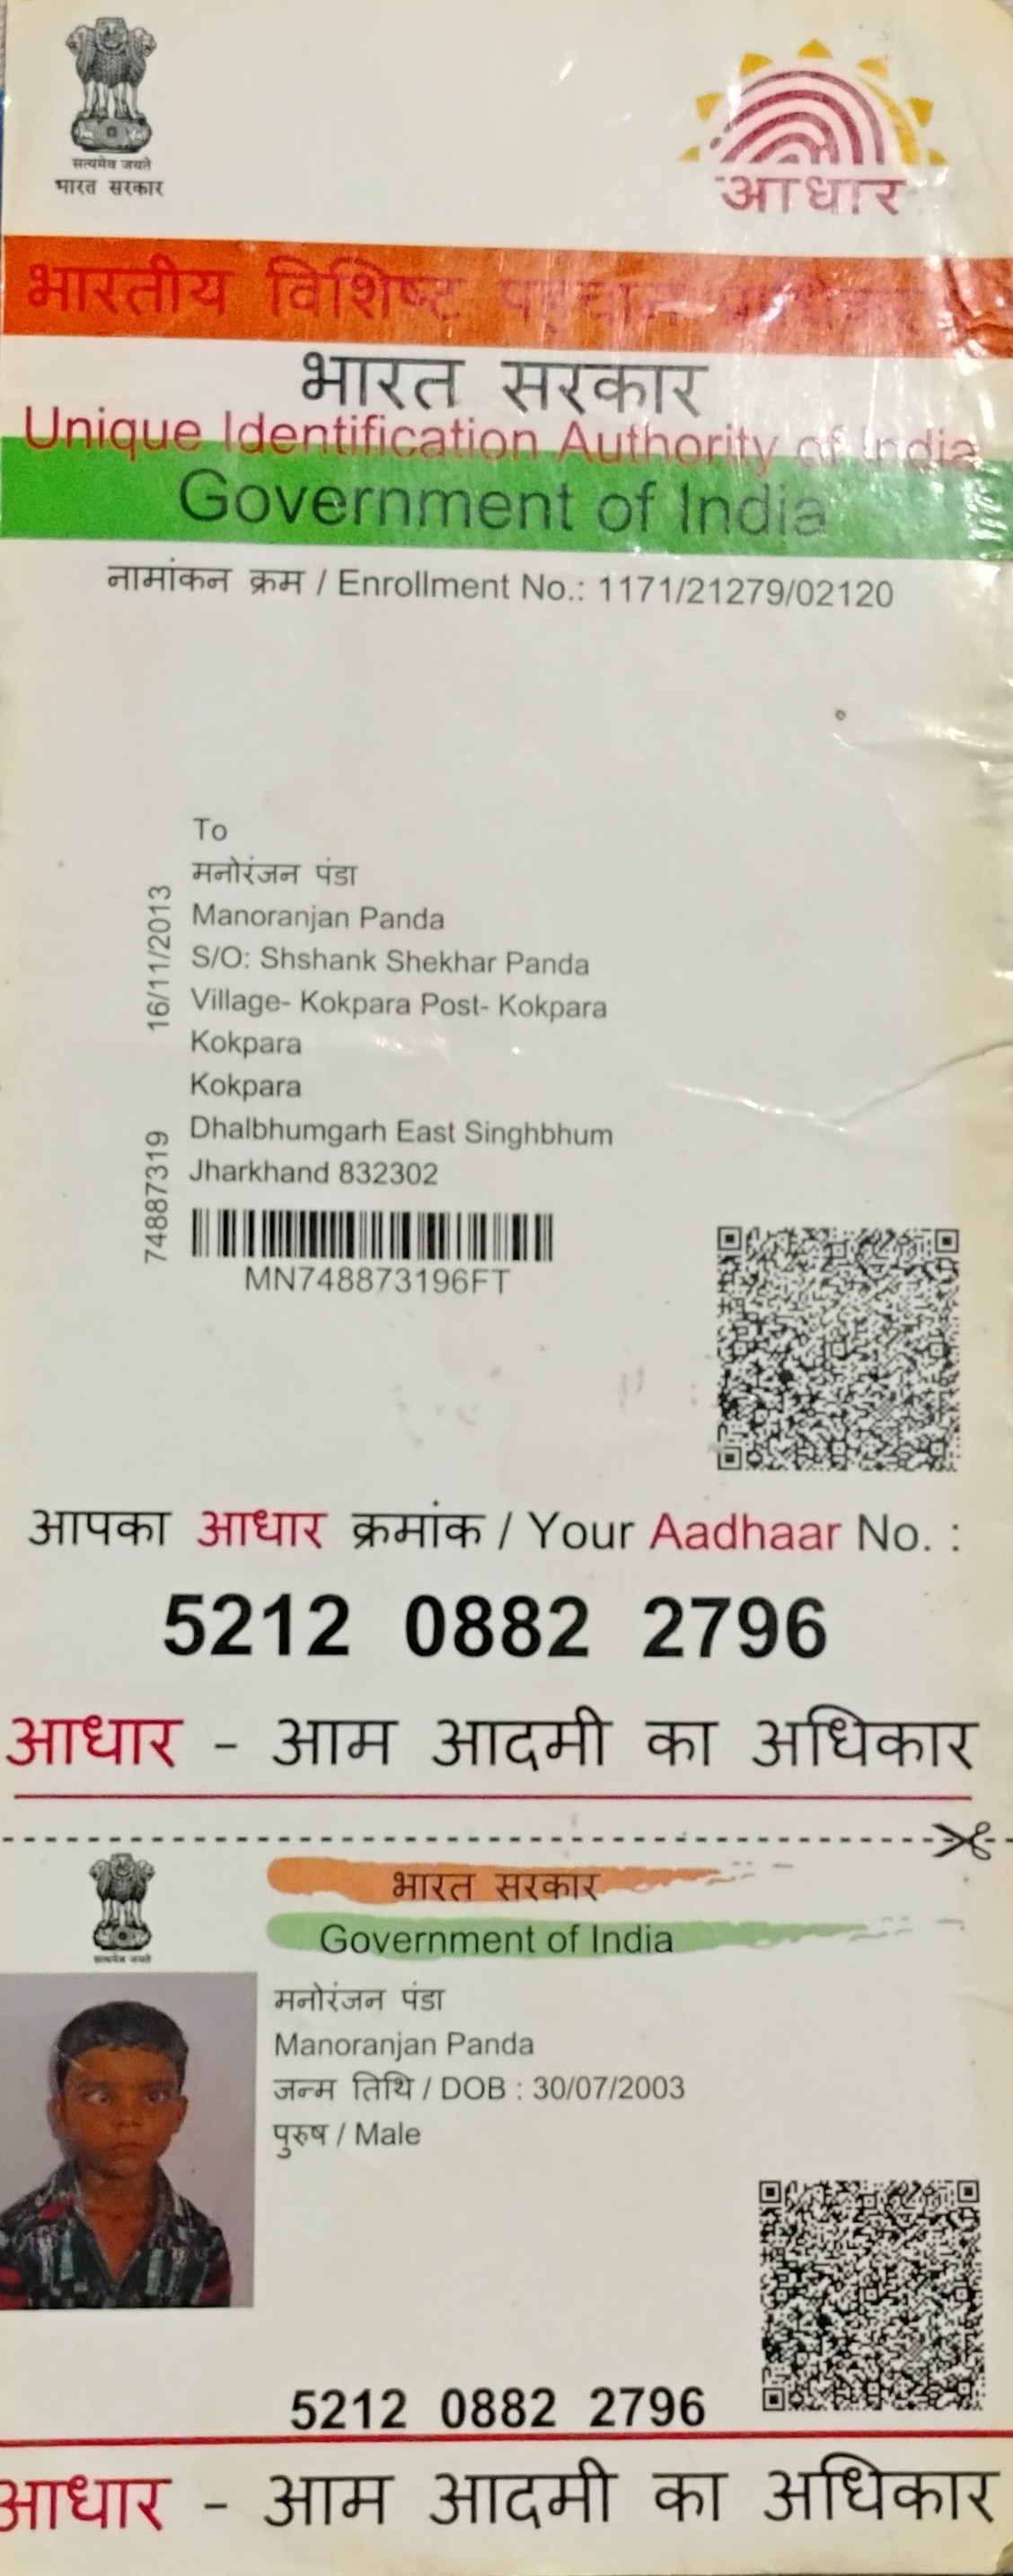 सत्यमेव जयते
भारत सरकार
आधार
भारतीय विशिष्ट पहचान
भारत सरकार
Unique Identification Authority of India
Government of India
नामांकन क्रम / Enrollment No.: 1171/21279/02120
To
मनोरंजन पंडा
Manoranjan Panda
S/O: Shshank Shekhar Panda
Village- Kokpara Post- Kokpara
Kokpara
Kokpara
Dhalbhumgarh East Singhbhum
Jharkhand 832302
74887319 16/11/2013
MN748873196FT
आपका आधार क्रमांक / Your Aadhaar No. :
5212 0882 2796
आधार - आम आदमी का अधिकार
सत्यमेव जयते
भारत सरकार
Government of India
मनोरंजन पंडा
Manoranjan Panda
जन्म तिथि / DOB : 30/07/2003
पुरुष / Male
5212 0882 2796
आधार - आम आदमी का अधिकार